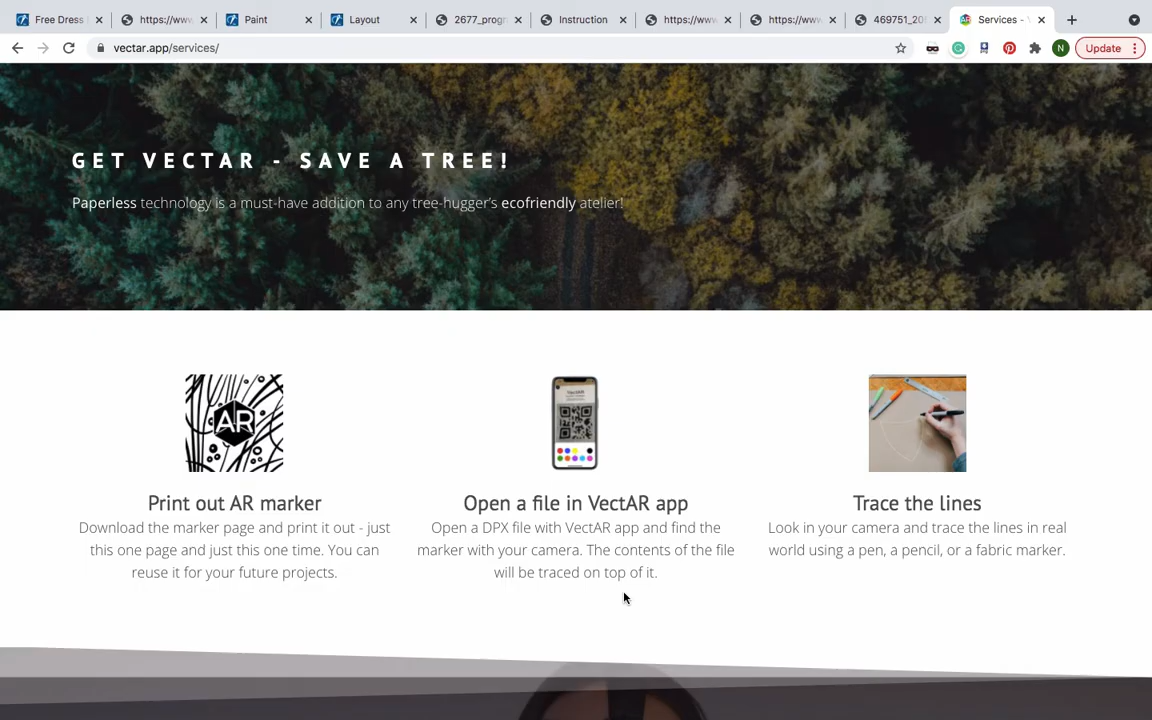 Free Dress
https://www
Paint
Layout
2677_progr
Instruction
https://www
https://www
469751_20
Services -
vectar.app/services/
N
Update
GET VECTAR - SAVE A TREE!
Paperless technology is a must-have addition to any tree-hugger's ecofriendly atelier!
AR
Print out AR marker
Download the marker page and print it out - just
this one page and just this one time. You can
reuse it for your future projects.
VectAR
Open a file in VectAR app
Open a DPX file with VectAR app and find the
marker with your camera. The contents of the file
will be traced on top of it.
Trace the lines
Look in your camera and trace the lines in real
world using a pen, a pencil, or a fabric marker.